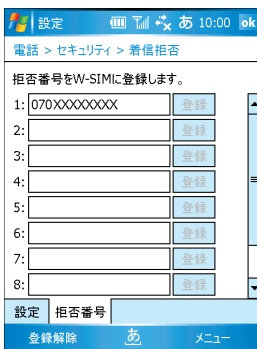 設定 あ 10:00 ok
電話 > セキュリティ > 着信拒否
拒否番号をW-SIMに登録します。
1: 070XXXXXXXX 登録
2: 登録
3: 登録
4: 登録
5: 登録
6: 登録
7: 登録
8: 登録
設定 拒否番号
登録解除 あ メニュー